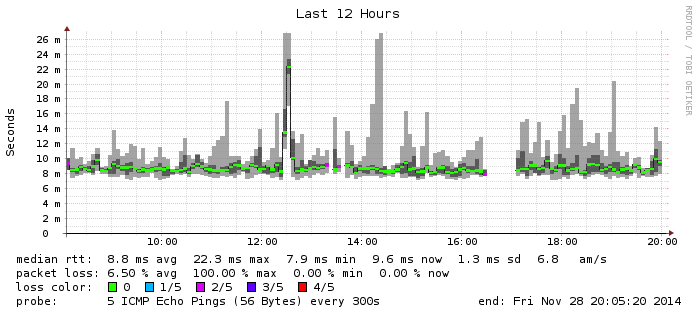 Last 12 Hours
RRDTOOL / TOBI OETIKER
Seconds
26 m
24 m
22 m
20 m
18 m
16 m
14 m
12 m
10 m
8 m
6 m
4 m
2 m
0
10:00 12:00 14:00 16:00 18:00 20:00
median rtt: 8.8 ms avg 22.3 ms max 7.9 ms min 9.6 ms now 1.3 ms sd 6.8 am/s
packet loss: 6.50 % avg 100.00 % max 0.00 % min 0.00 % now
loss color: 0 1/5 2/5 3/5 4/5
probe: 5 ICMP Echo Pings (56 Bytes) every 300s end: Fri Nov 28 20:05:20 2014